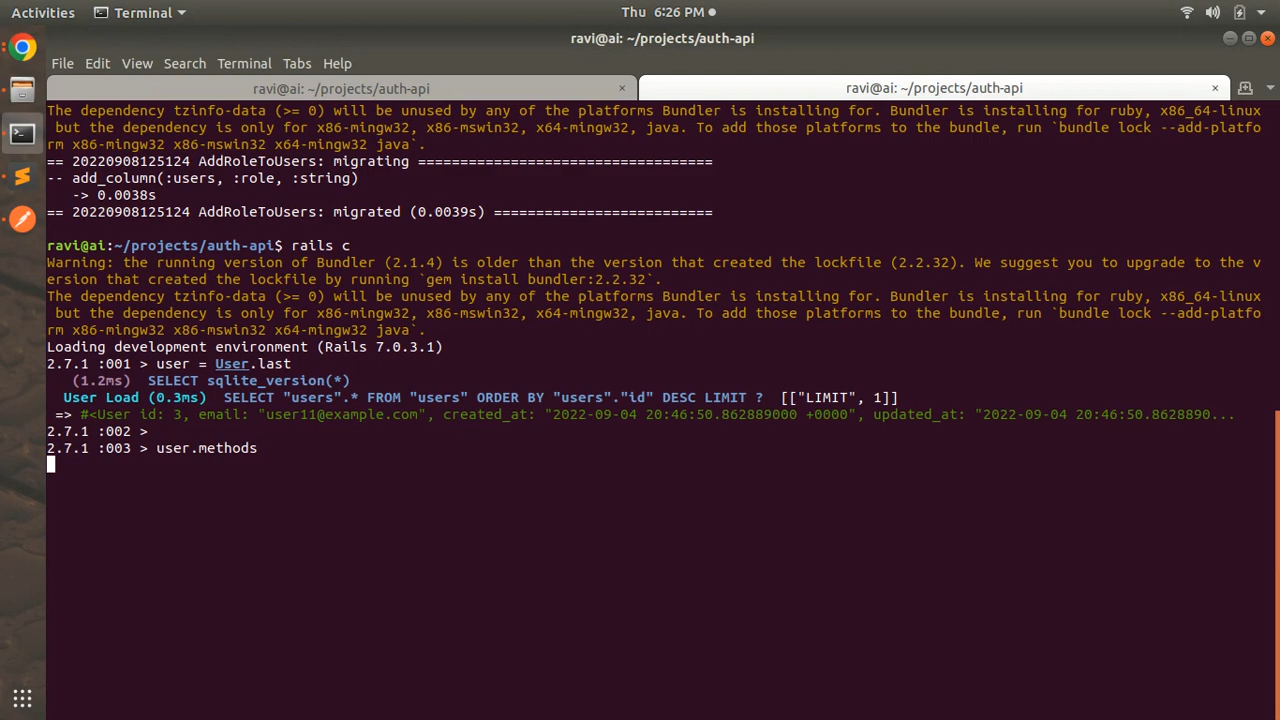 Activities Terminal Thu 6:26 PM
ravi@ai: ~/projects/auth-api
File Edit View Search Terminal Tabs Help
ravi@ai: ~/projects/auth-api × ravi@ai: ~/projects/auth-api ×
The dependency tzinfo-data (>= 0) will be unused by any of the platforms Bundler is installing for. Bundler is installing for ruby, x86_64-linux
but the dependency is only for x86-mingw32, x86-mswin32, x64-mingw32, java. To add those platforms to the bundle, run `bundle lock --add-platfo
rm x86-mingw32 x86-mswin32 x64-mingw32 java`.
== 20220908125124 AddRoleToUsers: migrating ===================================
-- add_column(:users, :role, :string)
-> 0.0038s
== 20220908125124 AddRoleToUsers: migrated (0.0039s) ==========================
ravi@ai:~/projects/auth-api$ rails c
Warning: the running version of Bundler (2.1.4) is older than the version that created the lockfile (2.2.32). We suggest you to upgrade to the v
ersion that created the lockfile by running `gem install bundler:2.2.32`.
The dependency tzinfo-data (>= 0) will be unused by any of the platforms Bundler is installing for. Bundler is installing for ruby, x86_64-linux
but the dependency is only for x86-mingw32, x86-mswin32, x64-mingw32, java. To add those platforms to the bundle, run `bundle lock --add-platfo
rm x86-mingw32 x86-mswin32 x64-mingw32 java`.
Loading development environment (Rails 7.0.3.1)
2.7.1 :001 > user = User.last
(1.2ms) SELECT sqlite_version(*)
User Load (0.3ms) SELECT "users".* FROM "users" ORDER BY "users"."id" DESC LIMIT ? [["LIMIT", 1]]
=> #<User id: 3, email: "user11@example.com", created_at: "2022-09-04 20:46:50.862889000 +0000", updated_at: "2022-09-04 20:46:50.8628890...
2.7.1 :002 >
2.7.1 :003 > user.methods